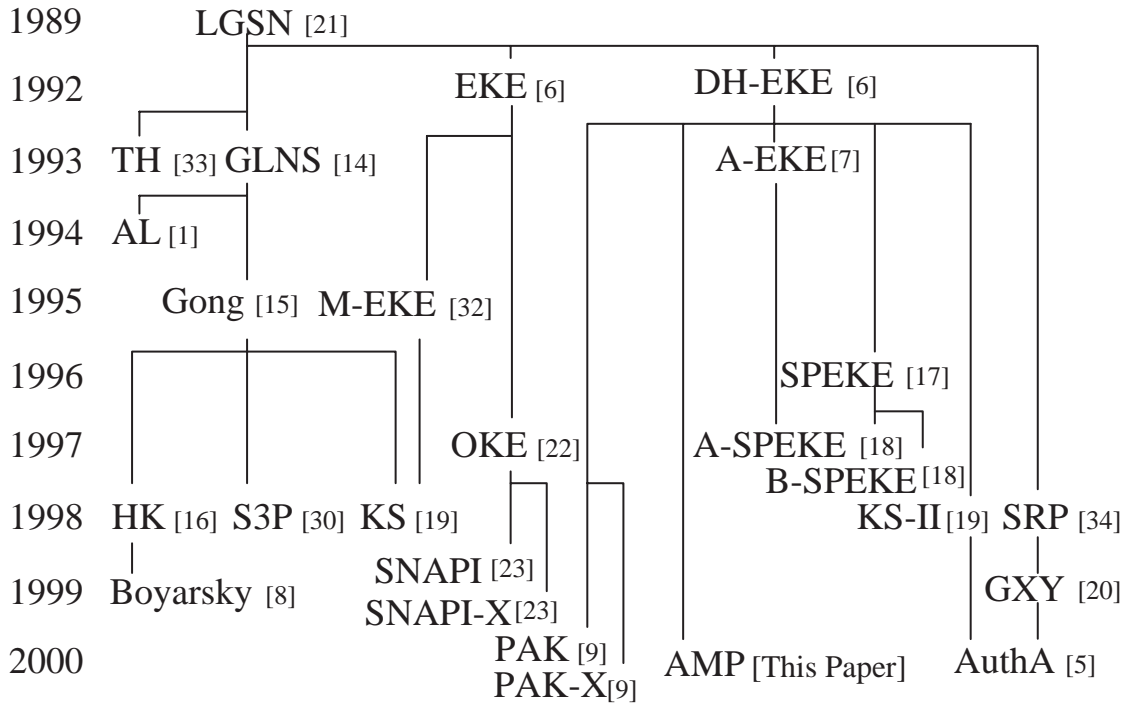 1989 LGSN [21]
1992 EKE [6] DH-EKE [6]
1993 TH [33] GLNS [14] A-EKE [7]
1994 AL [1]
1995 Gong [15] M-EKE [32]
1996 SPEKE [17]
1997 OKE [22] A-SPEKE [18]
B-SPEKE [18]
1998 HK [16] S3P [30] KS [19] KS-II [19] SRP [34]
SNAPI [23]
1999 Boyarsky [8] GXY [20]
SNAPI-X [23]
PAK [9]
2000 AMP [This Paper] AuthA [5]
PAK-X [9]